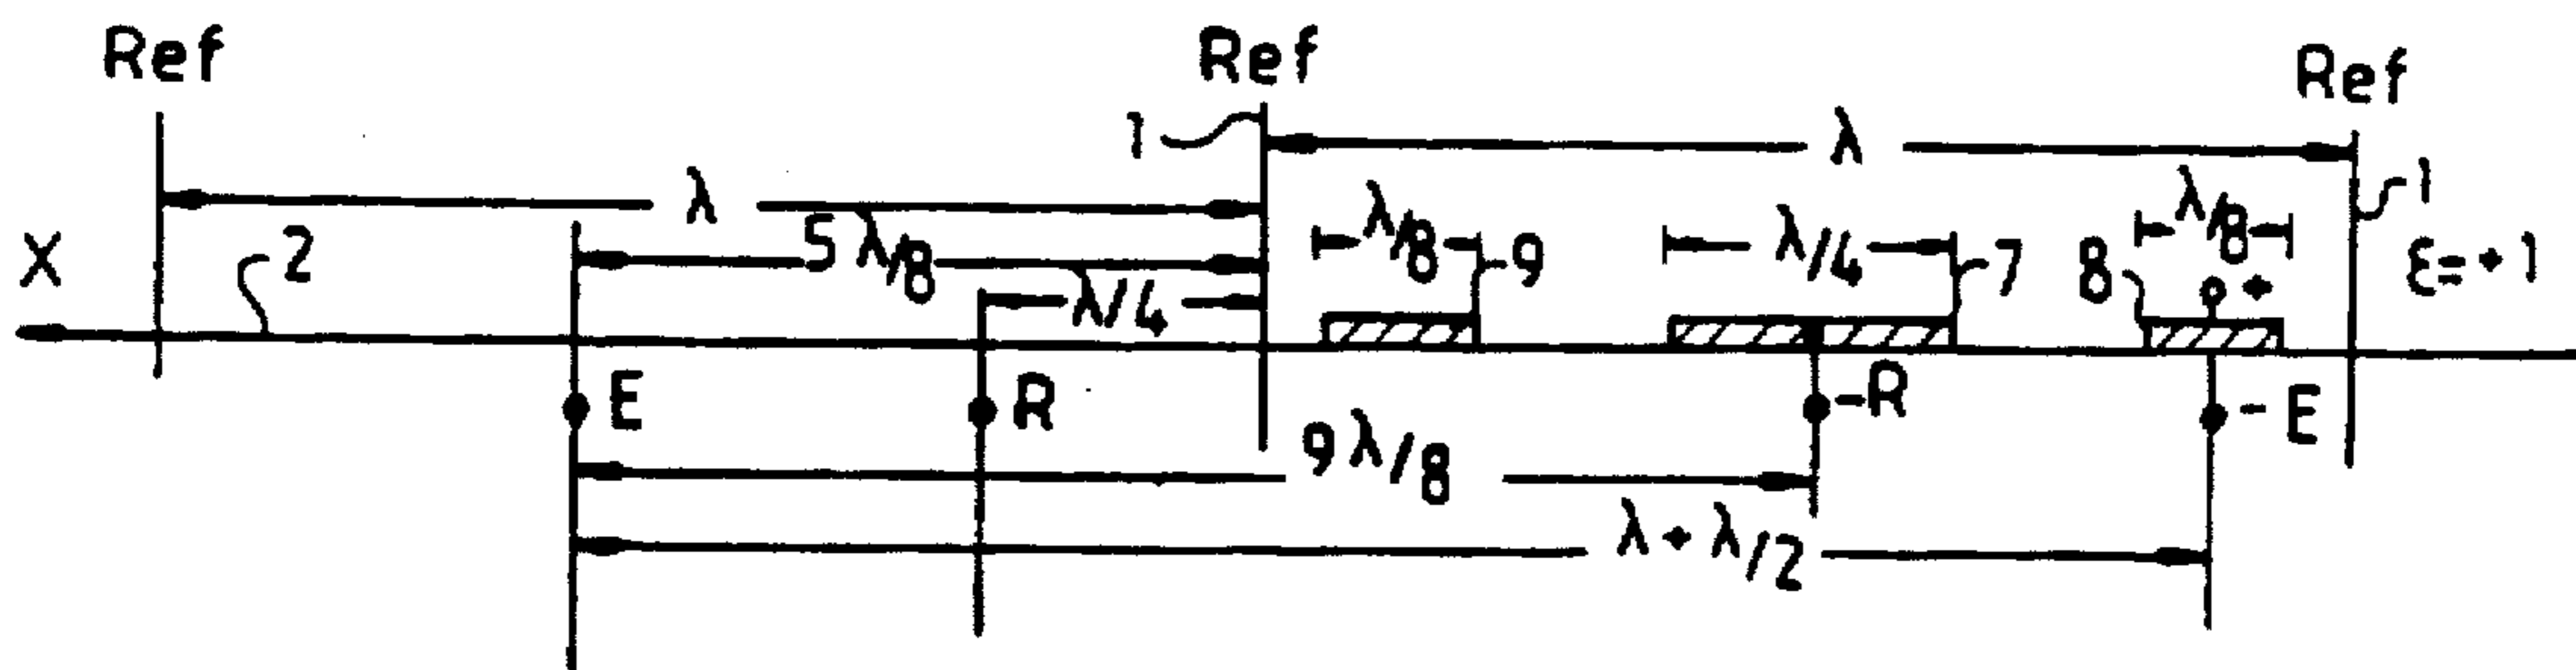 Ref Ref Ref
1 λ
λ λ/8 λ/4 λ/8 1
X 2 5λ/8 9 7 8 + ε=+1
λ/4
E R -R -E
9λ/8
λ+λ/2